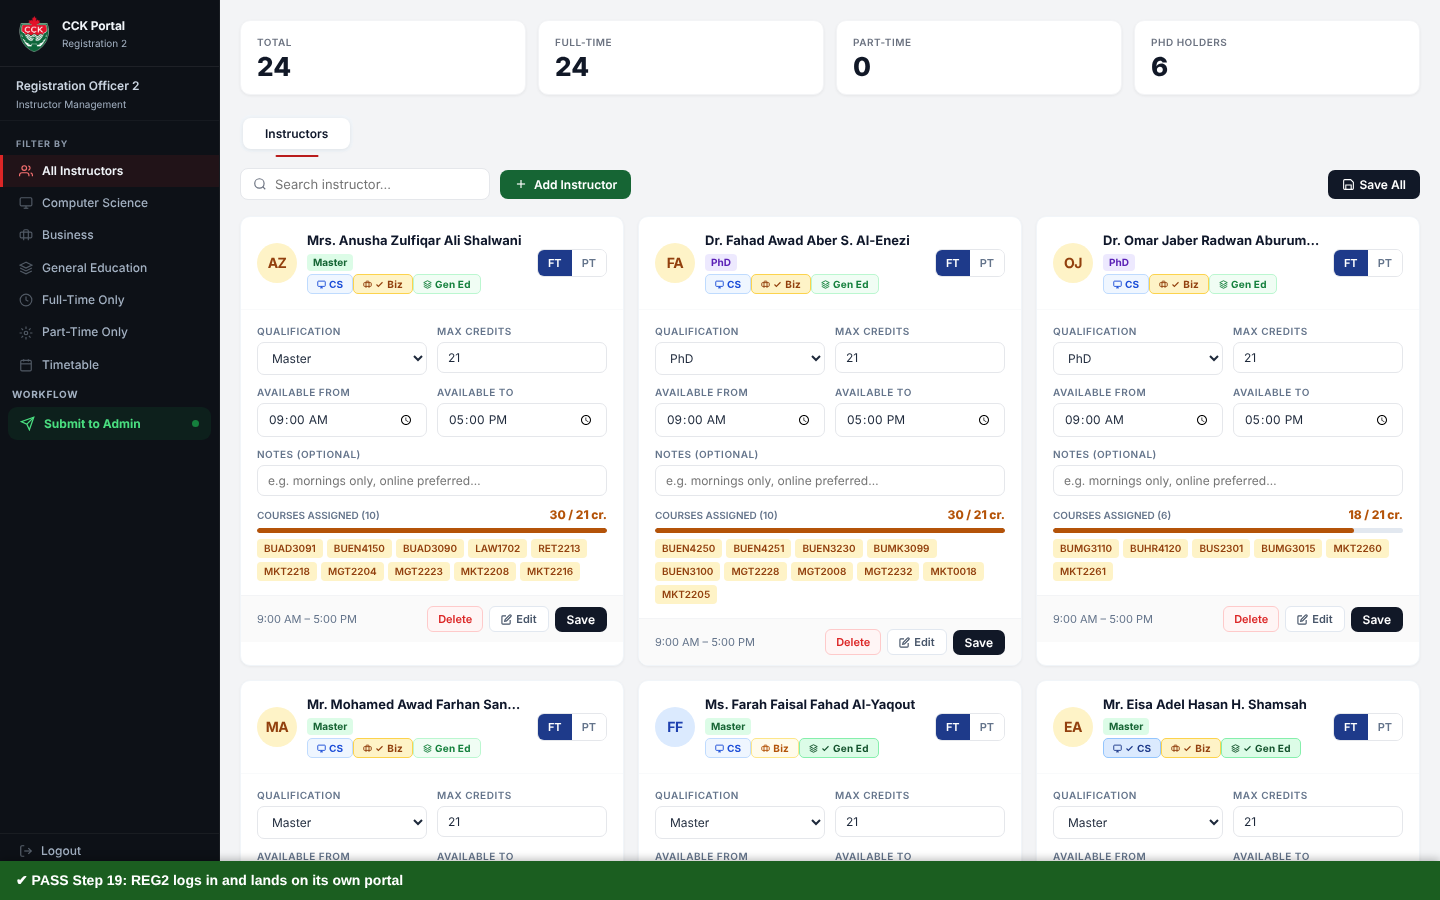 CCK
CCK Portal
Registration 2
Registration Officer 2
Instructor Management
FILTER BY
All Instructors
Computer Science
Business
General Education
Full-Time Only
Part-Time Only
Timetable
WORKFLOW
Submit to Admin
Logout
TOTAL
24
FULL-TIME
24
PART-TIME
0
PHD HOLDERS
6
Instructors
Search instructor...
+ Add Instructor
Save All
AZ
Mrs. Anusha Zulfiqar Ali Shalwani
Master
CS ✓ Biz Gen Ed
FT PT
QUALIFICATION MAX CREDITS
Master 21
AVAILABLE FROM AVAILABLE TO
09:00 AM 05:00 PM
NOTES (OPTIONAL)
e.g. mornings only, online preferred...
COURSES ASSIGNED (10) 30 / 21 cr.
BUAD3091 BUEN4150 BUAD3090 LAW1702 RET2213
MKT2218 MGT2204 MGT2223 MKT2208 MKT2216
9:00 AM – 5:00 PM Delete Edit Save
FA
Dr. Fahad Awad Aber S. Al-Enezi
PhD
CS ✓ Biz Gen Ed
FT PT
QUALIFICATION MAX CREDITS
PhD 21
AVAILABLE FROM AVAILABLE TO
09:00 AM 05:00 PM
NOTES (OPTIONAL)
e.g. mornings only, online preferred...
COURSES ASSIGNED (10) 30 / 21 cr.
BUEN4250 BUEN4251 BUEN3230 BUMK3099
BUEN3100 MGT2228 MGT2008 MGT2232 MKT0018
MKT2205
9:00 AM – 5:00 PM Delete Edit Save
OJ
Dr. Omar Jaber Radwan Aburum...
PhD
CS ✓ Biz Gen Ed
FT PT
QUALIFICATION MAX CREDITS
PhD 21
AVAILABLE FROM AVAILABLE TO
09:00 AM 05:00 PM
NOTES (OPTIONAL)
e.g. mornings only, online preferred...
COURSES ASSIGNED (6) 18 / 21 cr.
BUMG3110 BUHR4120 BUS2301 BUMG3015 MKT2260
MKT2261
9:00 AM – 5:00 PM Delete Edit Save
MA
Mr. Mohamed Awad Farhan San...
Master
CS ✓ Biz Gen Ed
FT PT
QUALIFICATION MAX CREDITS
Master 21
AVAILABLE FROM AVAILABLE TO
FF
Ms. Farah Faisal Fahad Al-Yaqout
Master
CS Biz ✓ Gen Ed
FT PT
QUALIFICATION MAX CREDITS
Master 21
AVAILABLE FROM AVAILABLE TO
EA
Mr. Eisa Adel Hasan H. Shamsah
Master
✓ CS ✓ Biz ✓ Gen Ed
FT PT
QUALIFICATION MAX CREDITS
Master 21
AVAILABLE FROM AVAILABLE TO
✔ PASS Step 19: REG2 logs in and lands on its own portal